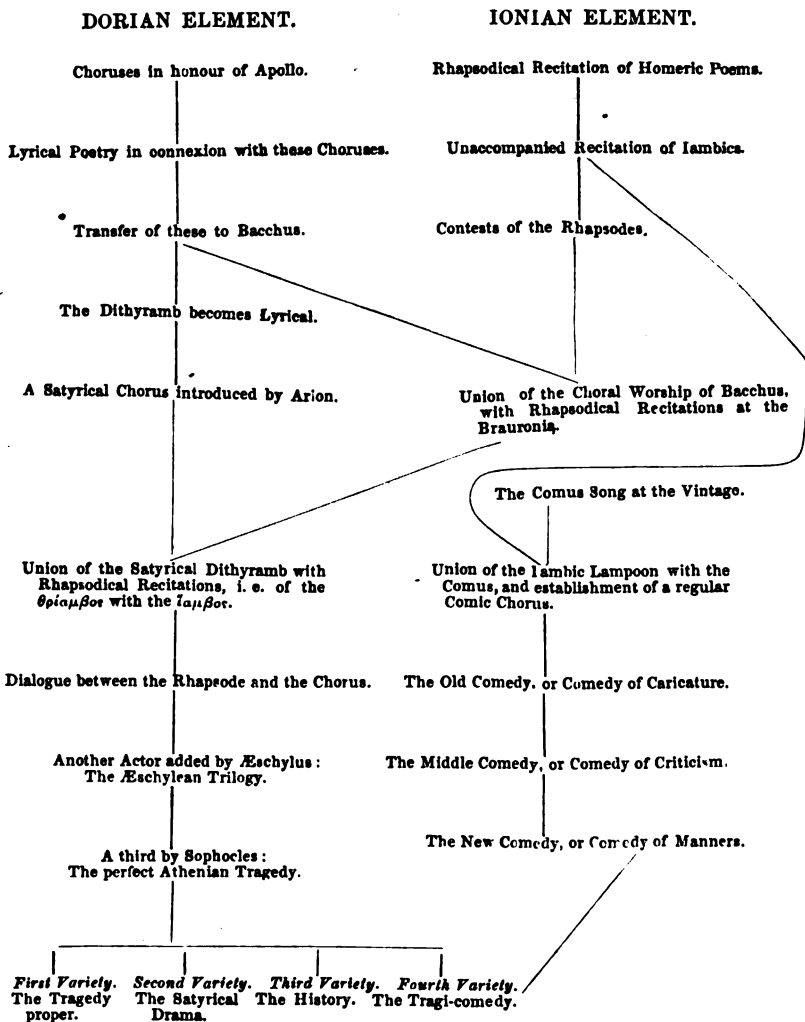 DORIAN ELEMENT.
Choruses in honour of Apollo.
Lyrical Poetry in connexion with these Choruses.
Transfer of these to Bacchus.
The Dithyramb becomes Lyrical.
A Satyrical Chorus introduced by Arion.
Union of the Satyrical Dithyramb with
Rhapsodical Recitations, i. e. of the
θρίαμβος with the ἴαμβος.
Dialogue between the Rhapsode and the Chorus.
Another Actor added by Æschylus :
The Æschylean Trilogy.
A third by Sophocles :
The perfect Athenian Tragedy.
First Variety.
The Tragedy
proper.
Second Variety.
The Satyrical
Drama.
Third Variety.
The History.
Fourth Variety.
The Tragi-comedy.
IONIAN ELEMENT.
Rhapsodical Recitation of Homeric Poems.
Unaccompanied Recitation of Iambics.
Contests of the Rhapsodes.
Union of the Choral Worship of Bacchus,
with Rhapsodical Recitations at the
Brauronia.
The Comus Song at the Vintage.
Union of the Iambic Lampoon with the
Comus, and establishment of a regular
Comic Chorus.
The Old Comedy, or Comedy of Caricature.
The Middle Comedy, or Comedy of Criticism.
The New Comedy, or Comedy of Manners.